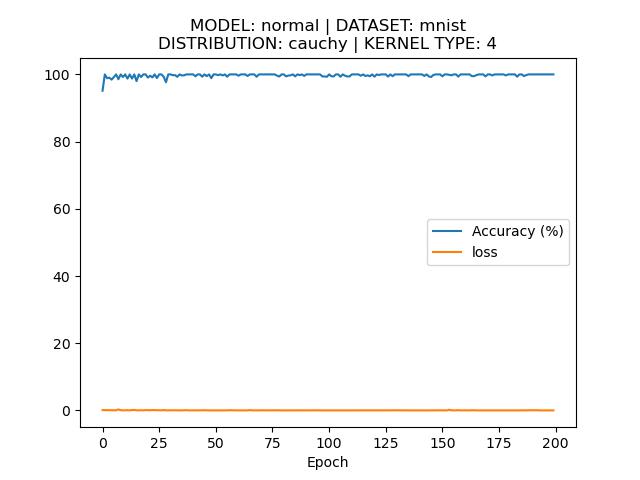 MODEL: normal | DATASET: mnist
DISTRIBUTION: cauchy | KERNEL TYPE: 4
100
80
60
40
20
0
Accuracy (%)
loss
0 25 50 75 100 125 150 175 200
Epoch